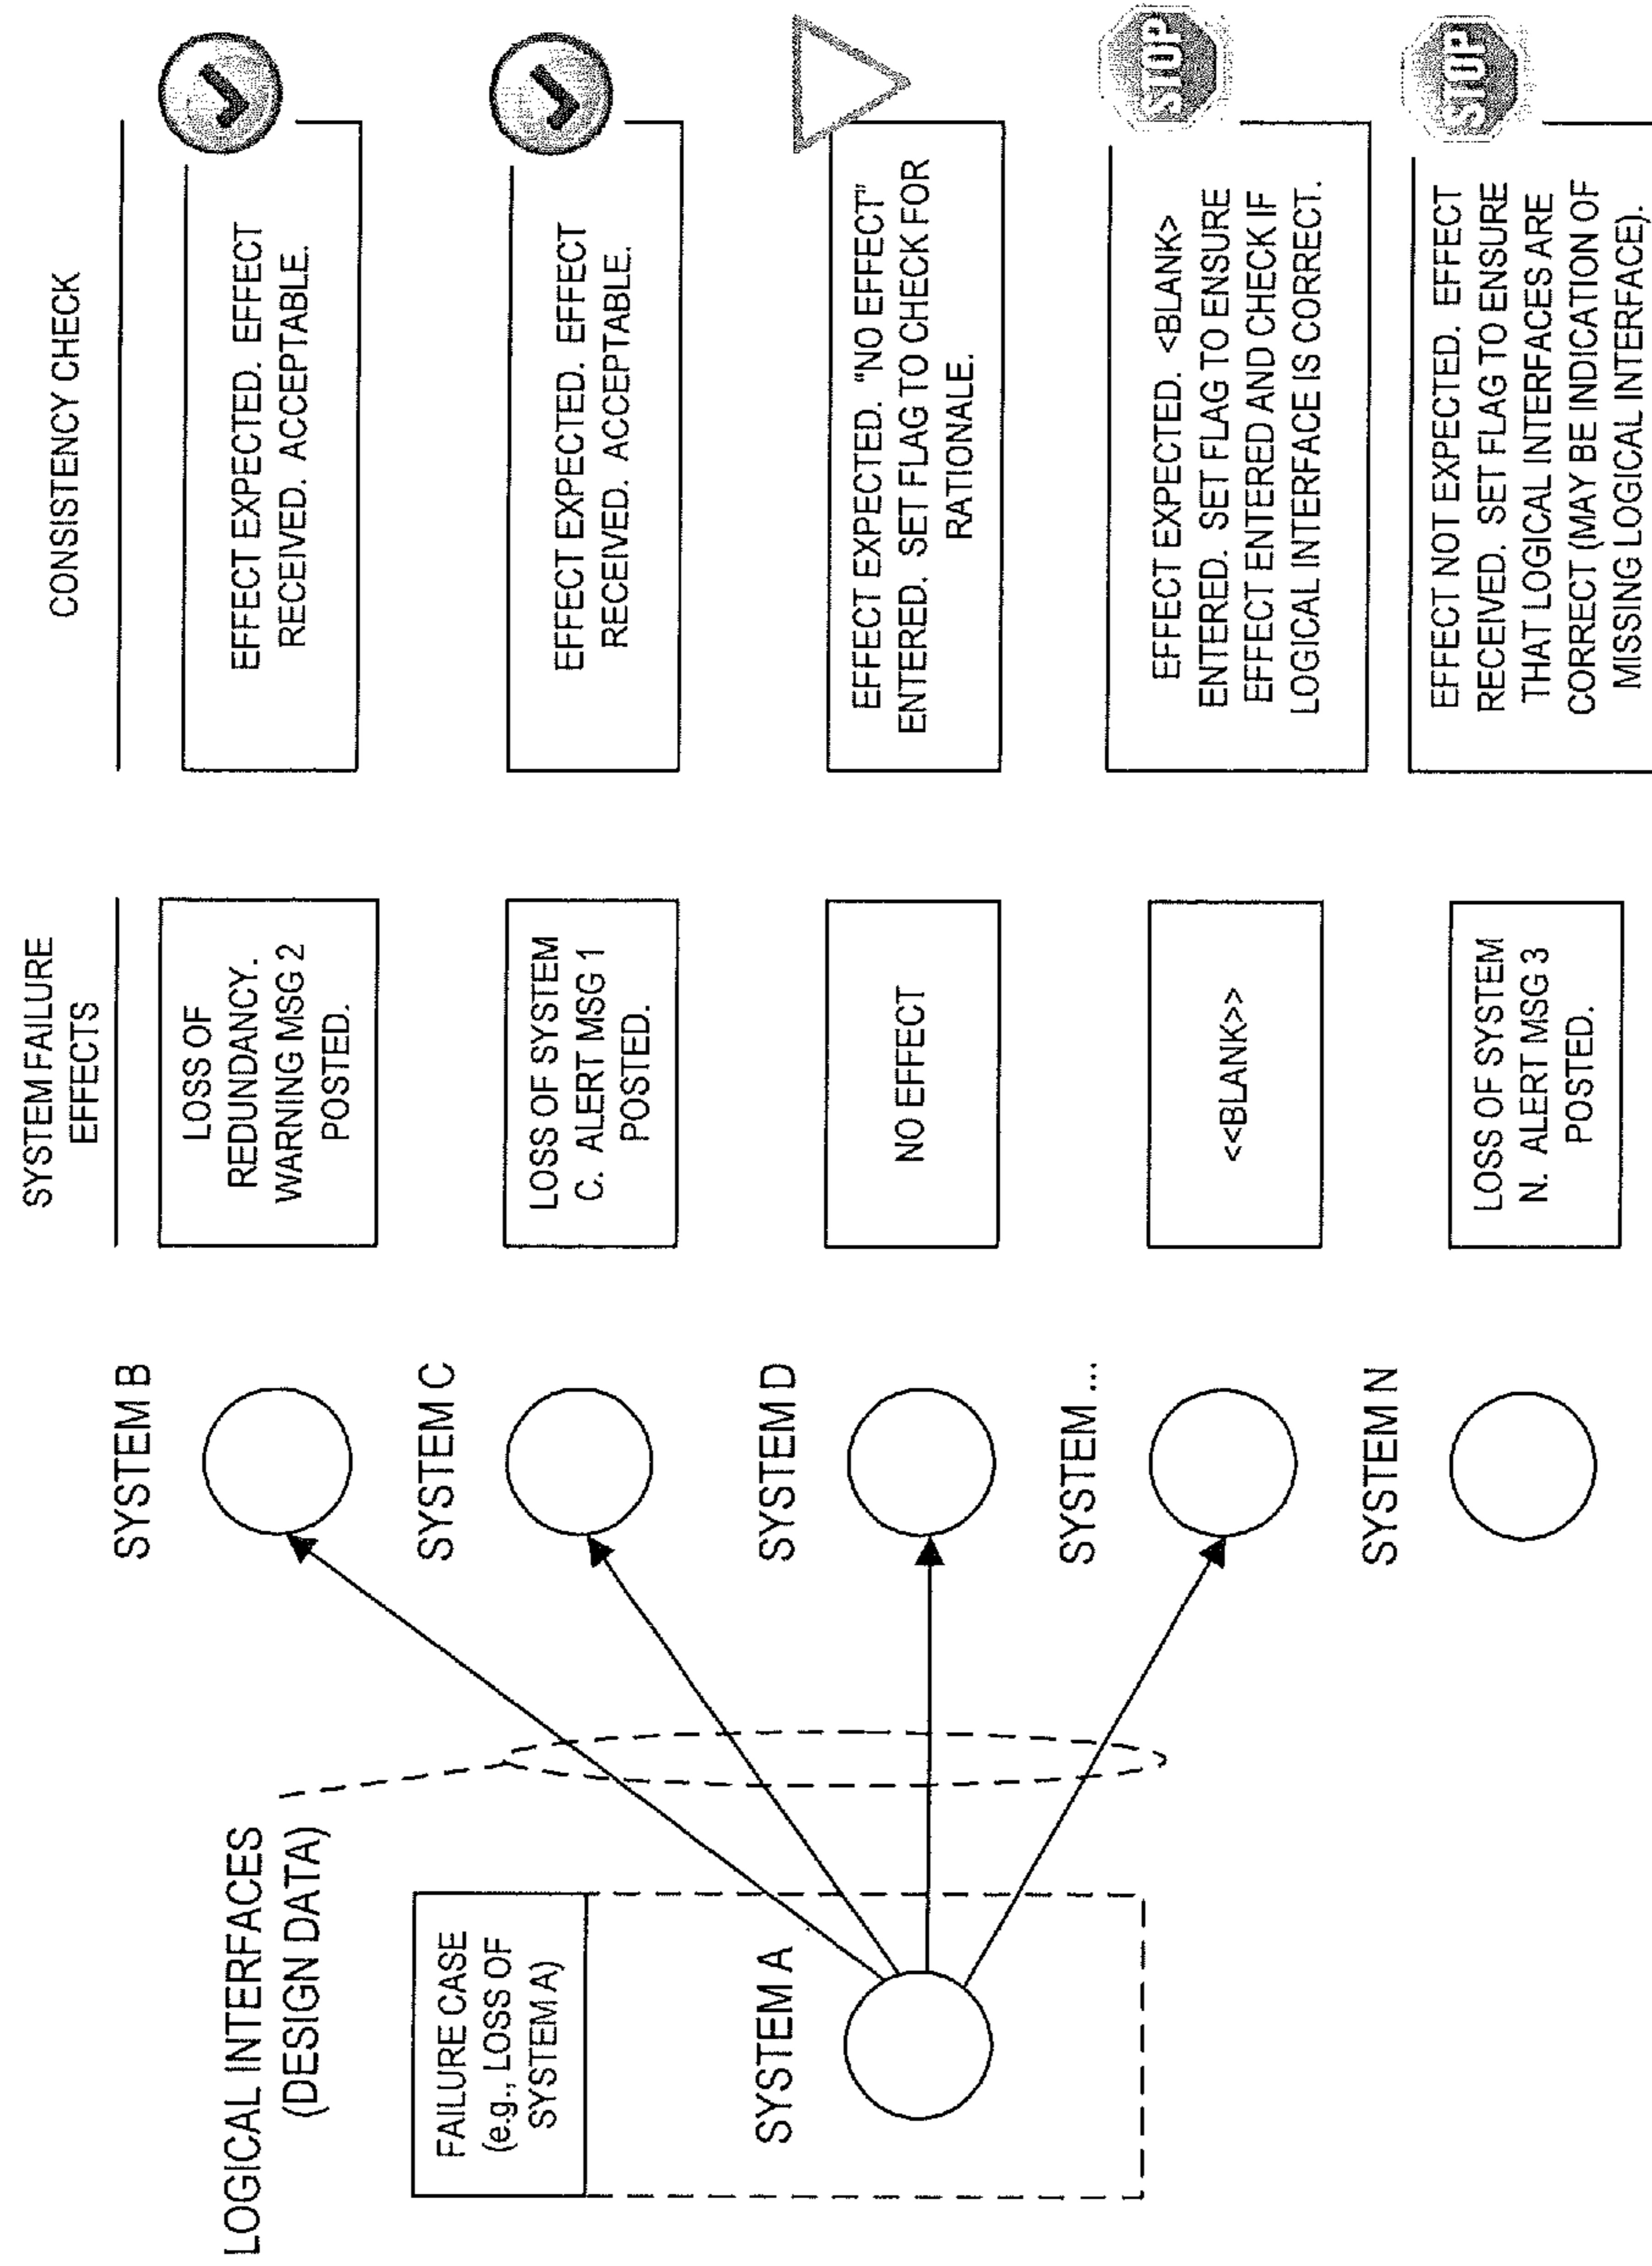 LOGICAL INTERFACES
(DESIGN DATA)
FAILURE CASE
(e.g., LOSS OF
SYSTEM A)
SYSTEM A
SYSTEM B
SYSTEM C
SYSTEM D
SYSTEM ...
SYSTEM N
SYSTEM FAILURE
EFFECTS
LOSS OF
REDUNDANCY.
WARNING MSG 2
POSTED.
LOSS OF SYSTEM
C. ALERT MSG 1
POSTED.
NO EFFECT
<<BLANK>>
LOSS OF SYSTEM
N. ALERT MSG 3
POSTED.
CONSISTENCY CHECK
EFFECT EXPECTED. EFFECT
RECEIVED. ACCEPTABLE.
EFFECT EXPECTED. EFFECT
RECEIVED. ACCEPTABLE.
EFFECT EXPECTED. "NO EFFECT"
ENTERED. SET FLAG TO CHECK FOR
RATIONALE.
EFFECT EXPECTED. <BLANK>
ENTERED. SET FLAG TO ENSURE
EFFECT ENTERED AND CHECK IF
LOGICAL INTERFACE IS CORRECT.
STOP
EFFECT NOT EXPECTED. EFFECT
RECEIVED. SET FLAG TO ENSURE
THAT LOGICAL INTERFACES ARE
CORRECT (MAY BE INDICATION OF
MISSING LOGICAL INTERFACE).
STOP